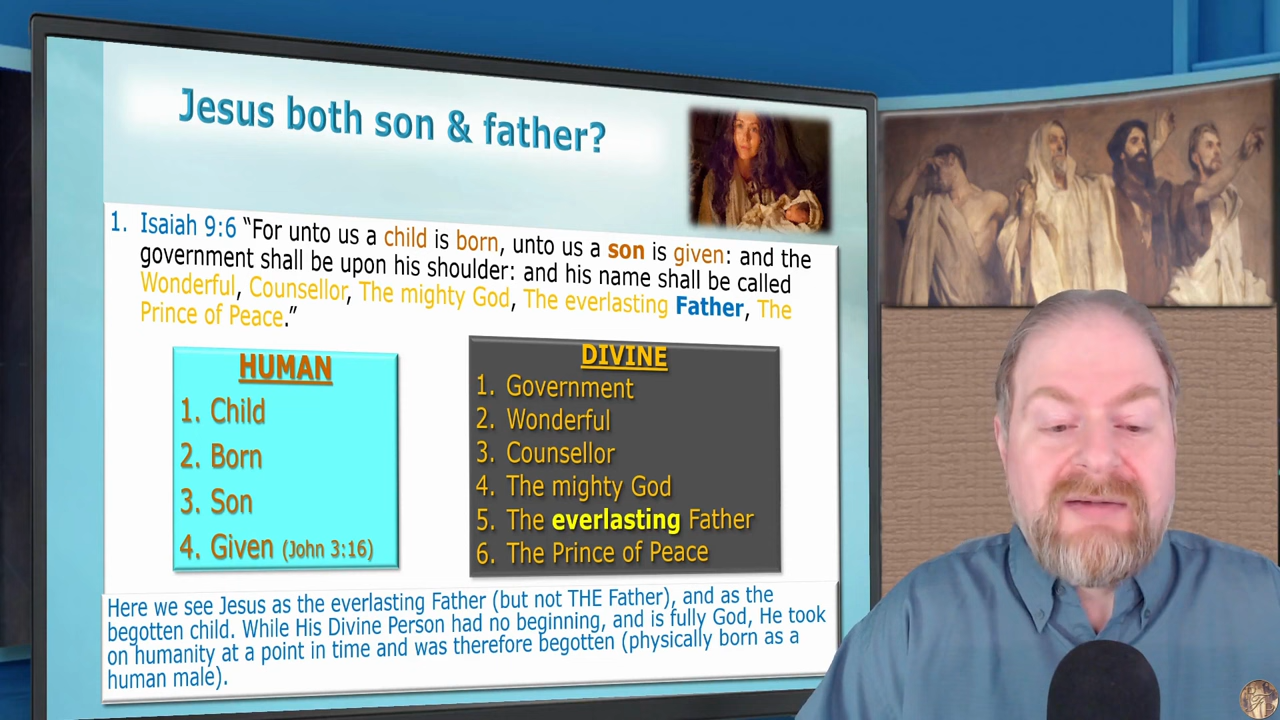 Jesus both son & father?
1. Isaiah 9:6 “For unto us a child is born, unto us a son is given: and the
government shall be upon his shoulder: and his name shall be called
Wonderful, Counsellor, The mighty God, The everlasting Father, The
Prince of Peace.”
HUMAN
1. Child
2. Born
3. Son
4. Given (John 3:16)
DIVINE
1. Government
2. Wonderful
3. Counsellor
4. The mighty God
5. The everlasting Father
6. The Prince of Peace
Here we see Jesus as the everlasting Father (but not THE Father), and as the
begotten child. While His Divine Person had no beginning, and is fully God, He took
on humanity at a point in time and was therefore begotten (physically born as a
human male).